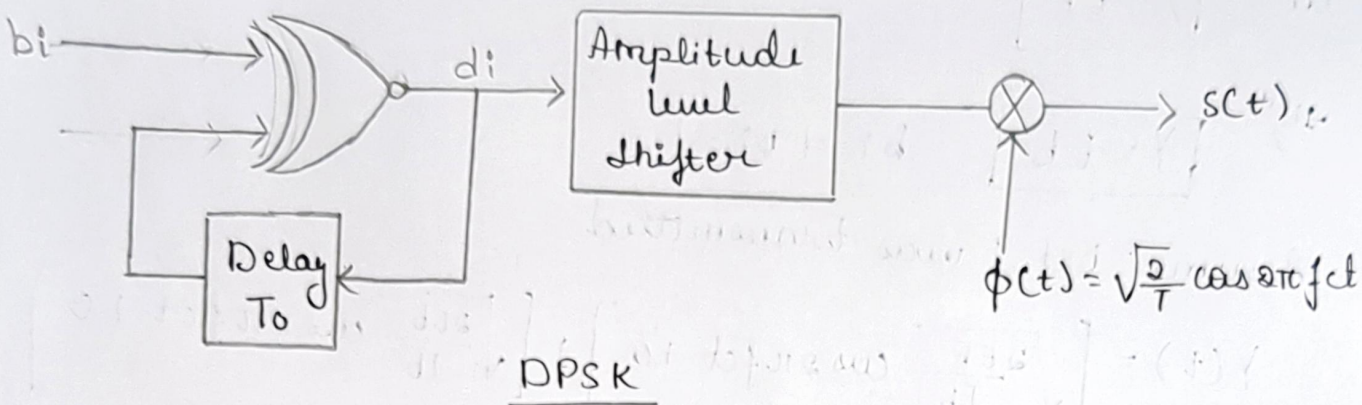 bi
di
Amplitude
level
shifter
s(t)
Delay
To
ϕ(t) = √2/T cos 2πfct
DPSK